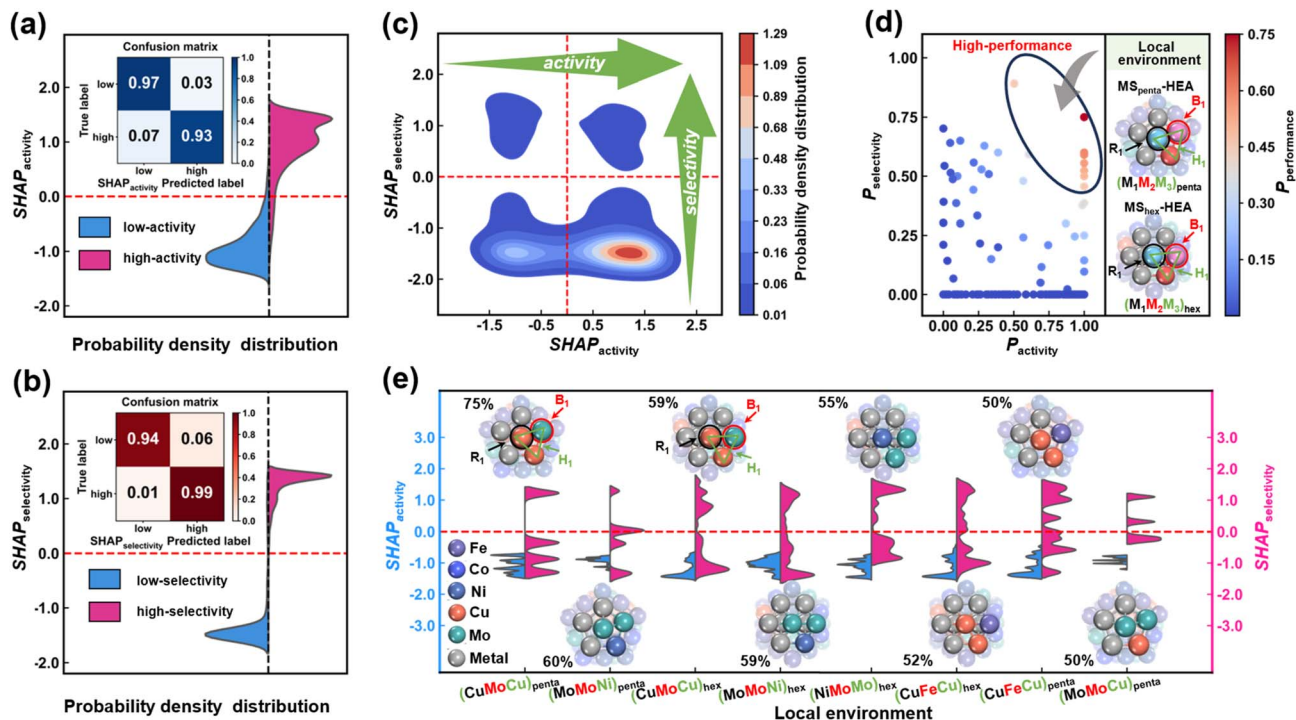 (a)
Confusion matrix
True label
low
high
0.97
0.03
0.07
0.93
low
high
SHAPactivity Predicted label
1.0
0.8
0.6
0.4
0.2
0.0
SHAPactivity
2.0
1.0
0.0
-1.0
-2.0
low-activity
high-activity
Probability density distribution
(b)
Confusion matrix
True label
low
high
0.94
0.06
0.01
0.99
low
high
SHAPselectivity Predicted label
1.0
0.8
0.6
0.4
0.2
0.0
SHAPselectivity
2.0
1.0
0.0
-1.0
-2.0
low-selectivity
high-selectivity
Probability density distribution
(c)
activity
selectivity
SHAPselectivity
2.0
1.0
0.0
-1.0
-2.0
-1.5
-0.5
0.5
1.5
2.5
SHAPactivity
1.29
1.09
0.89
0.68
0.48
0.34
0.20
0.16
0.13
0.10
0.06
0.01
Probability density distribution
(d)
High-performance
Pselectivity
1.00
0.75
0.50
0.25
0.00
0.00
0.25
0.50
0.75
1.00
Pactivity
Local
environment
MSpenta-HEA
B1
R1
H1
(M1M2M3)penta
MShex-HEA
B1
R1
H1
(M1M2M3)hex
0.75
0.60
0.45
0.30
0.15
Pperformance
(e)
75%
59%
55%
50%
B1
R1
H1
B1
R1
H1
SHAPactivity
3.0
2.0
1.0
0.0
-1.0
-2.0
-3.0
Fe
Co
Ni
Cu
Mo
Metal
60%
59%
52%
50%
3.0
2.0
1.0
0.0
-1.0
-2.0
-3.0
SHAPselectivity
(CuMoCu)penta
(MoMoNi)penta
(CuMoCu)hex
(MoMoNi)hex
(NiMoMo)hex
(CuFeCu)hex
(CuFeCu)penta
(MoMoCu)penta
Local environment